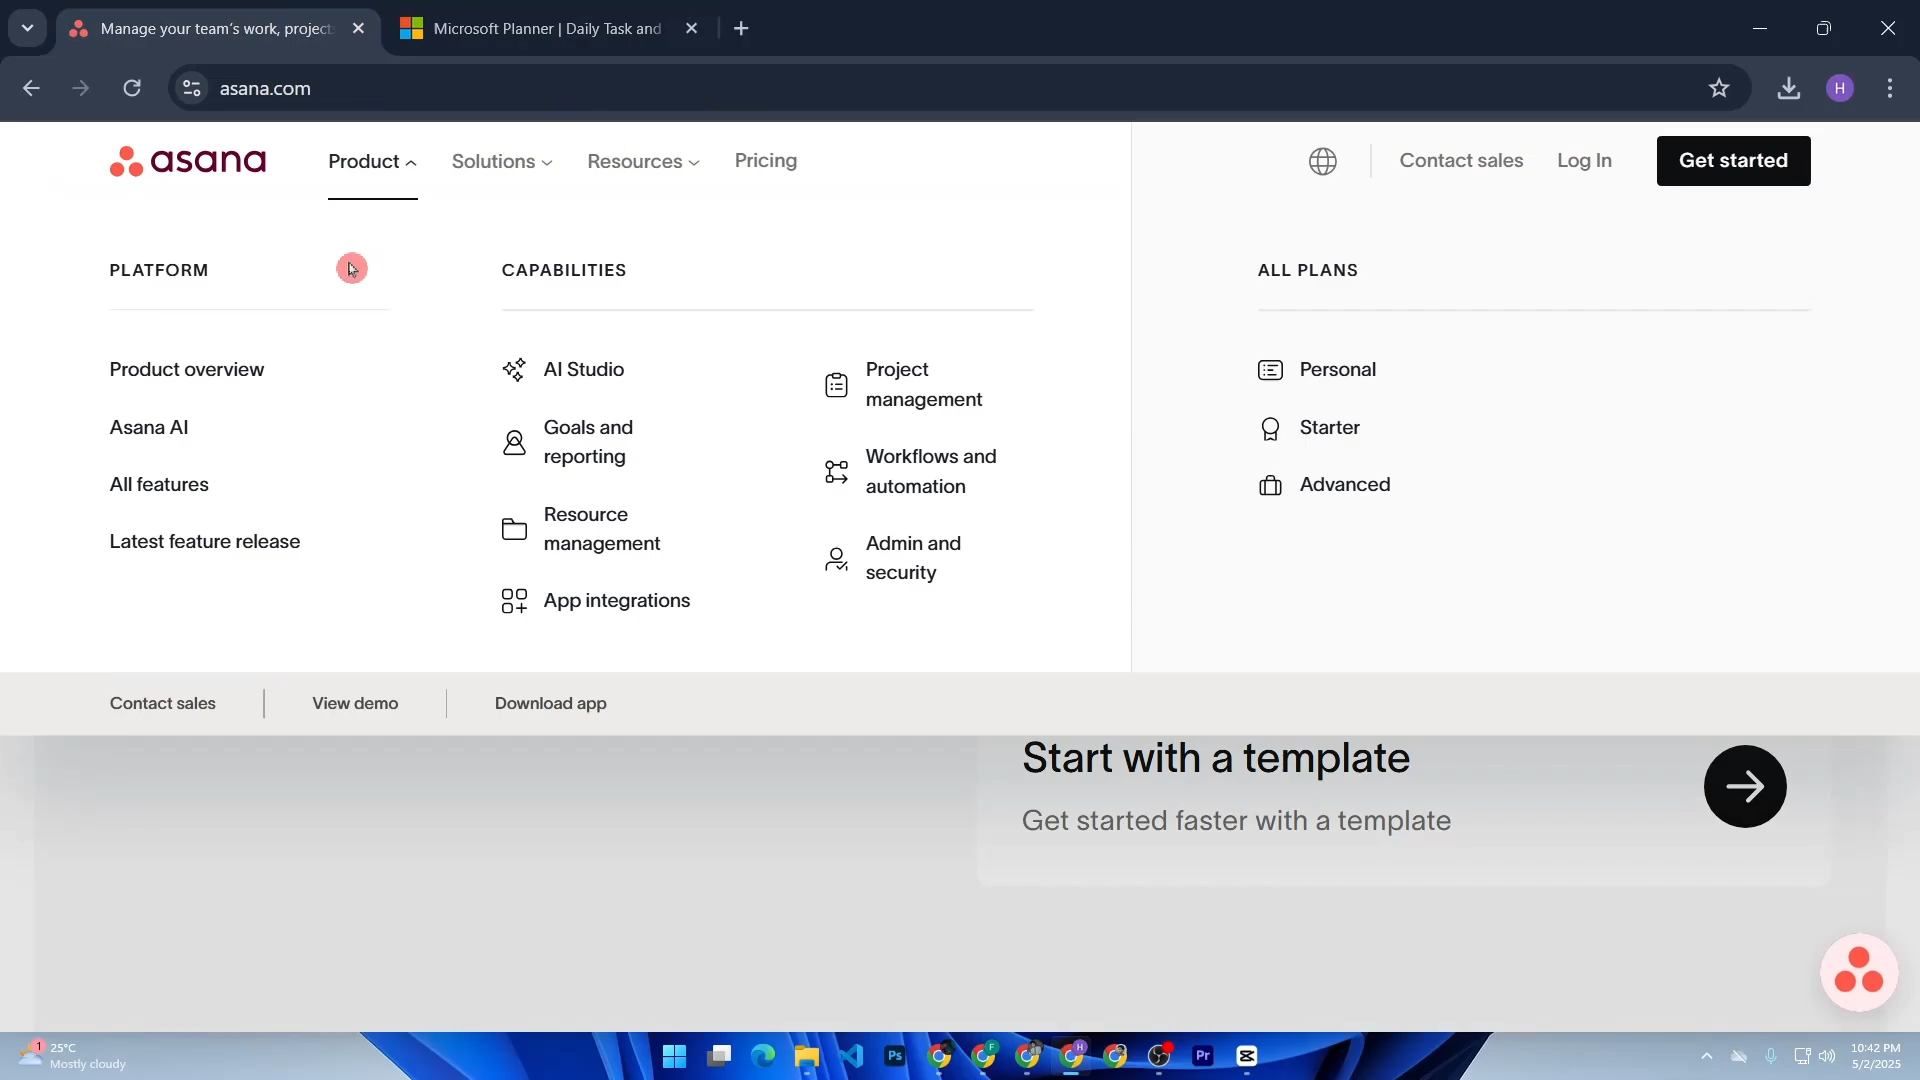 Manage your team's work, project
Microsoft Planner | Daily Task and
asana.com
H
asana
Product
Solutions
Resources
Pricing
Contact sales
Log In
Get started
PLATFORM
CAPABILITIES
ALL PLANS
Product overview
Asana AI
All features
Latest feature release
AI Studio
Goals and
reporting
Resource
management
App integrations
Project
management
Workflows and
automation
Admin and
security
Personal
Starter
Advanced
Contact sales
View demo
Download app
Start with a template
Get started faster with a template
1
25°C
Mostly cloudy
Ps
F
H
Pr
10:42 PM
5/2/2025